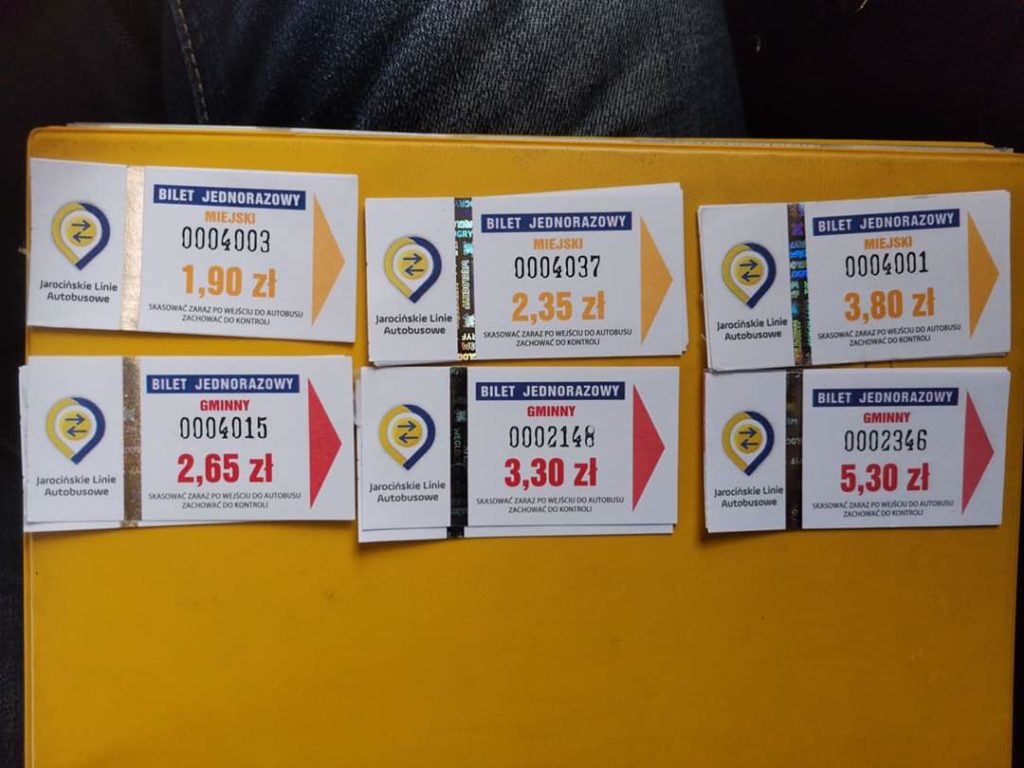 Jarocińskie Linie
Autobusowe
BILET JEDNORAZOWY
MIEJSKI
0004003
1,90 zł
SKASOWAĆ ZARAZ PO WEJŚCIU DO AUTOBUSU
ZACHOWAĆ DO KONTROLI
Jarocińskie Linie
Autobusowe
BILET JEDNORAZOWY
MIEJSKI
0004037
2,35 zł
SKASOWAĆ ZARAZ PO WEJŚCIU DO AUTOBUSU
ZACHOWAĆ DO KONTROLI
Jarocińskie Linie
Autobusowe
BILET JEDNORAZOWY
MIEJSKI
0004001
3,80 zł
SKASOWAĆ ZARAZ PO WEJŚCIU DO AUTOBUSU
ZACHOWAĆ DO KONTROLI
Jarocińskie Linie
Autobusowe
BILET JEDNORAZOWY
GMINNY
0004015
2,65 zł
SKASOWAĆ ZARAZ PO WEJŚCIU DO AUTOBUSU
ZACHOWAĆ DO KONTROLI
Jarocińskie Linie
Autobusowe
BILET JEDNORAZOWY
GMINNY
0002148
3,30 zł
SKASOWAĆ ZARAZ PO WEJŚCIU DO AUTOBUSU
ZACHOWAĆ DO KONTROLI
Jarocińskie Linie
Autobusowe
BILET JEDNORAZOWY
GMINNY
0002346
5,30 zł
SKASOWAĆ ZARAZ PO WEJŚCIU DO AUTOBUSU
ZACHOWAĆ DO KONTROLI